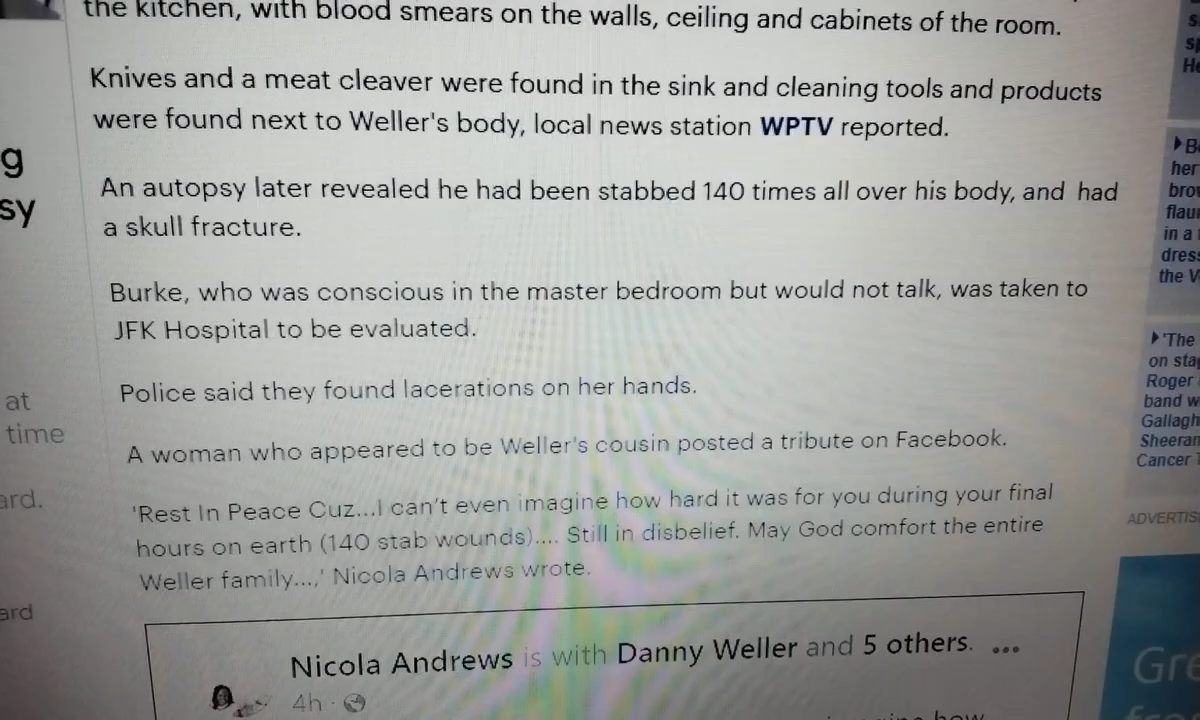 the kitchen, with blood smears on the walls, ceiling and cabinets of the room.
Knives and a meat cleaver were found in the sink and cleaning tools and products
were found next to Weller's body, local news station WPTV reported.
An autopsy later revealed he had been stabbed 140 times all over his body, and had
a skull fracture.
Burke, who was conscious in the master bedroom but would not talk, was taken to
JFK Hospital to be evaluated.
Police said they found lacerations on her hands.
A woman who appeared to be Weller's cousin posted a tribute on Facebook.
'Rest In Peace Cuz...I can't even imagine how hard it was for you during your final
hours on earth (140 stab wounds).... Still in disbelief. May God comfort the entire
Weller family....' Nicola Andrews wrote.
Nicola Andrews is with Danny Weller and 5 others. ...
4h ·
how
g
sy
at
time
ard.
ard
her
in a
dres
the V
'The
on sta
Roger
band w
Gallagh
Sheeran
Cancer
ADVERTIS
Gre